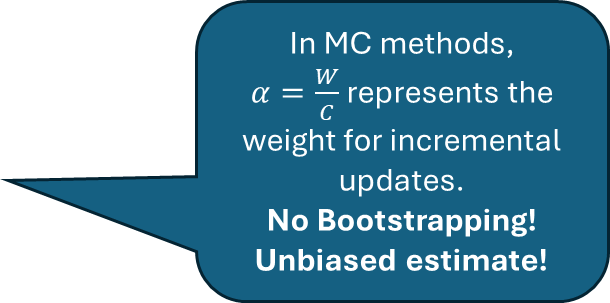 In MC methods,
α = W/C represents the
weight for incremental
updates.
No Bootstrapping!
Unbiased estimate!